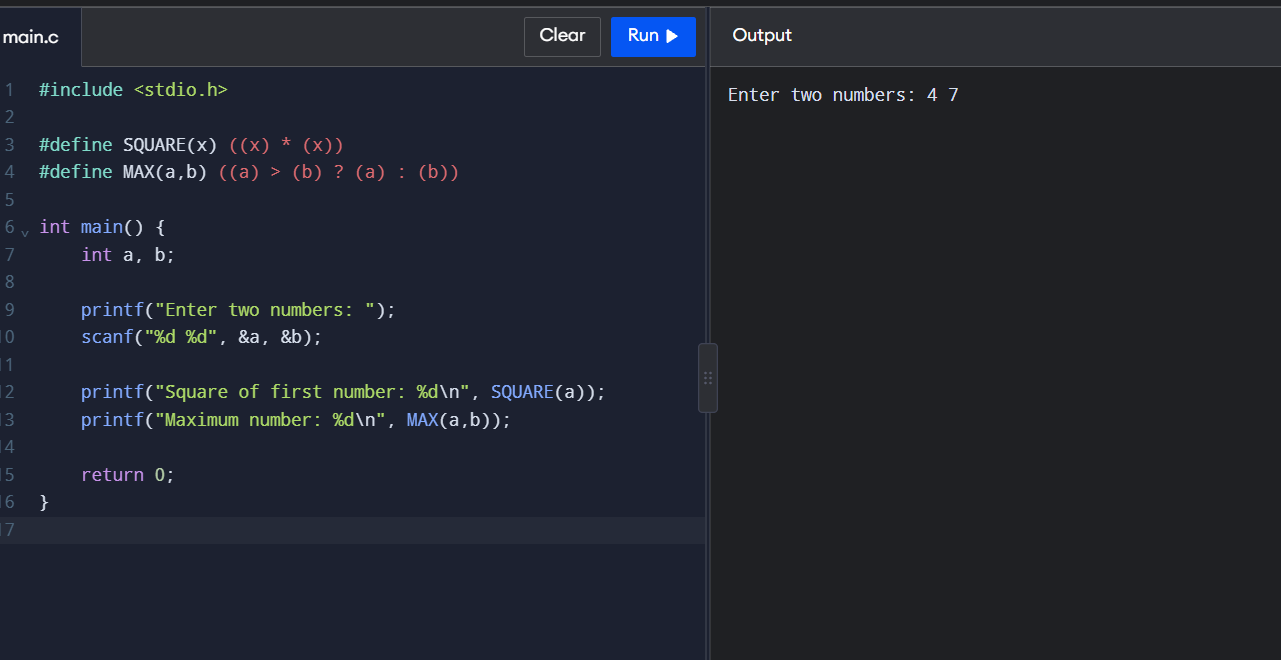 main.c
Clear
Run
Output
1 #include <stdio.h>
2
3 #define SQUARE(x) ((x) * (x))
4 #define MAX(a,b) ((a) > (b) ? (a) : (b))
5
6 int main() {
7     int a, b;
8
9     printf("Enter two numbers: ");
10     scanf("%d %d", &a, &b);
11
12     printf("Square of first number: %d\n", SQUARE(a));
13     printf("Maximum number: %d\n", MAX(a,b));
14
15     return 0;
16 }
17
Enter two numbers: 4 7